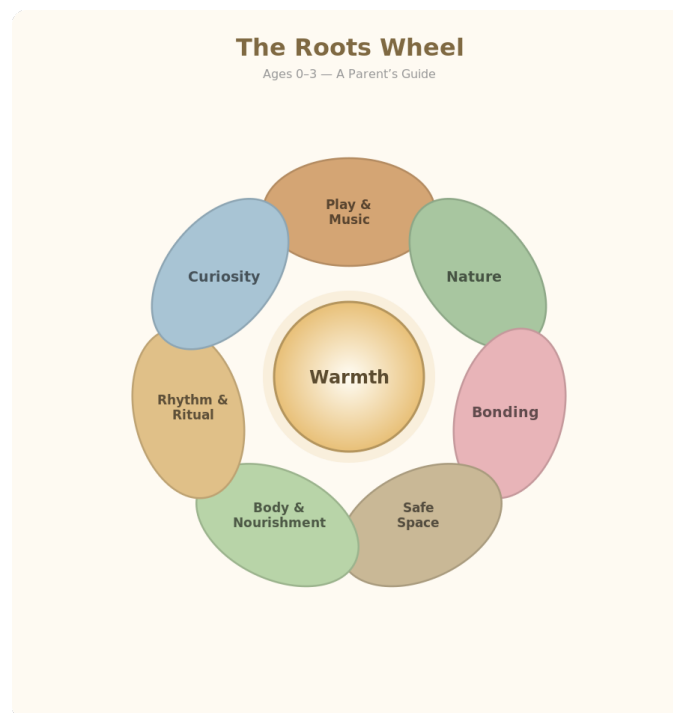 The Roots Wheel
Ages 0–3 — A Parent’s Guide
Play &
Music
Curiosity
Nature
Warmth
Rhythm &
Ritual
Bonding
Body &
Nourishment
Safe
Space